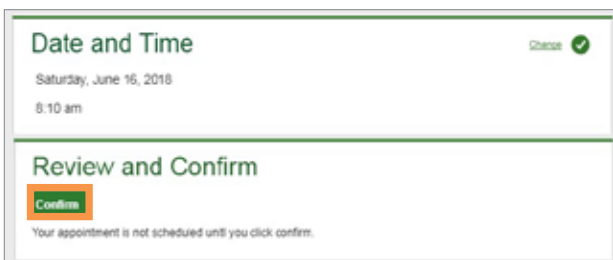 Date and Time
Change
Saturday, June 16, 2018
8:10 am
Review and Confirm
Confirm
Your appointment is not scheduled until you click confirm.